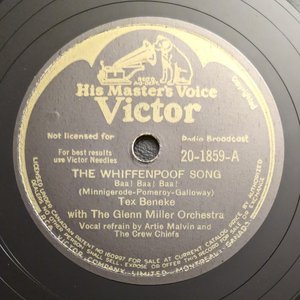 His Master's Voice
Victor
Not licensed for Radio Broadcast
For best results
use Victor Needles
20-1859-A
THE WHIFFENPOOF SONG
Baa! Baa! Baa!
(Minnigerode-Pomeroy-Galloway)
Tex Beneke
with The Glenn Miller Orchestra
Vocal refrain by Artie Malvin and
The Crew Chiefs